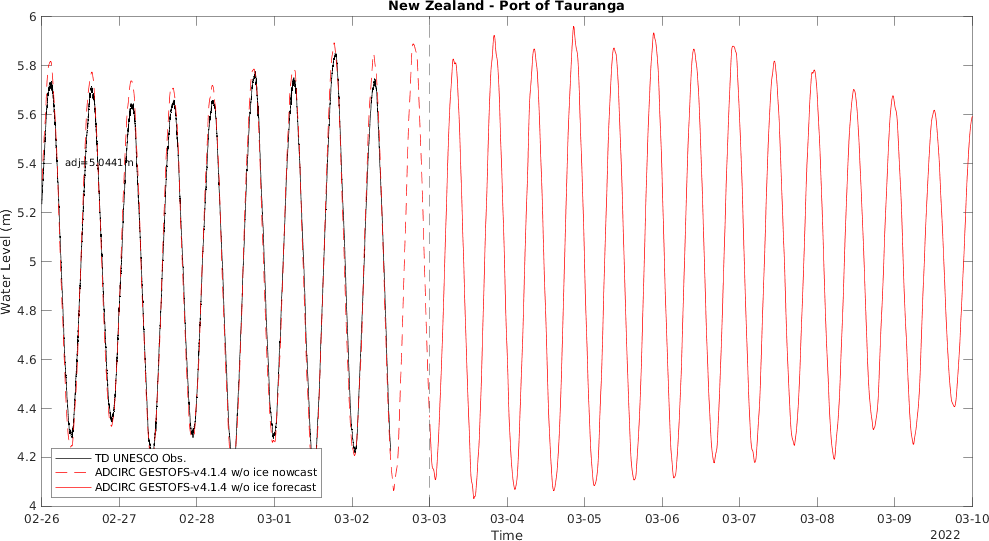 New Zealand - Port of Tauranga
6
5.8
5.6
5.4
5.2
5
4.8
4.6
4.4
4.2
4
Water Level (m)
adj=5.0441m
TD UNESCO Obs.
ADCIRC GESTOFS-v4.1.4 w/o ice nowcast
ADCIRC GESTOFS-v4.1.4 w/o ice forecast
02-26 02-27 02-28 03-01 03-02 03-03 03-04 03-05 03-06 03-07 03-08 03-09 03-10
Time
2022